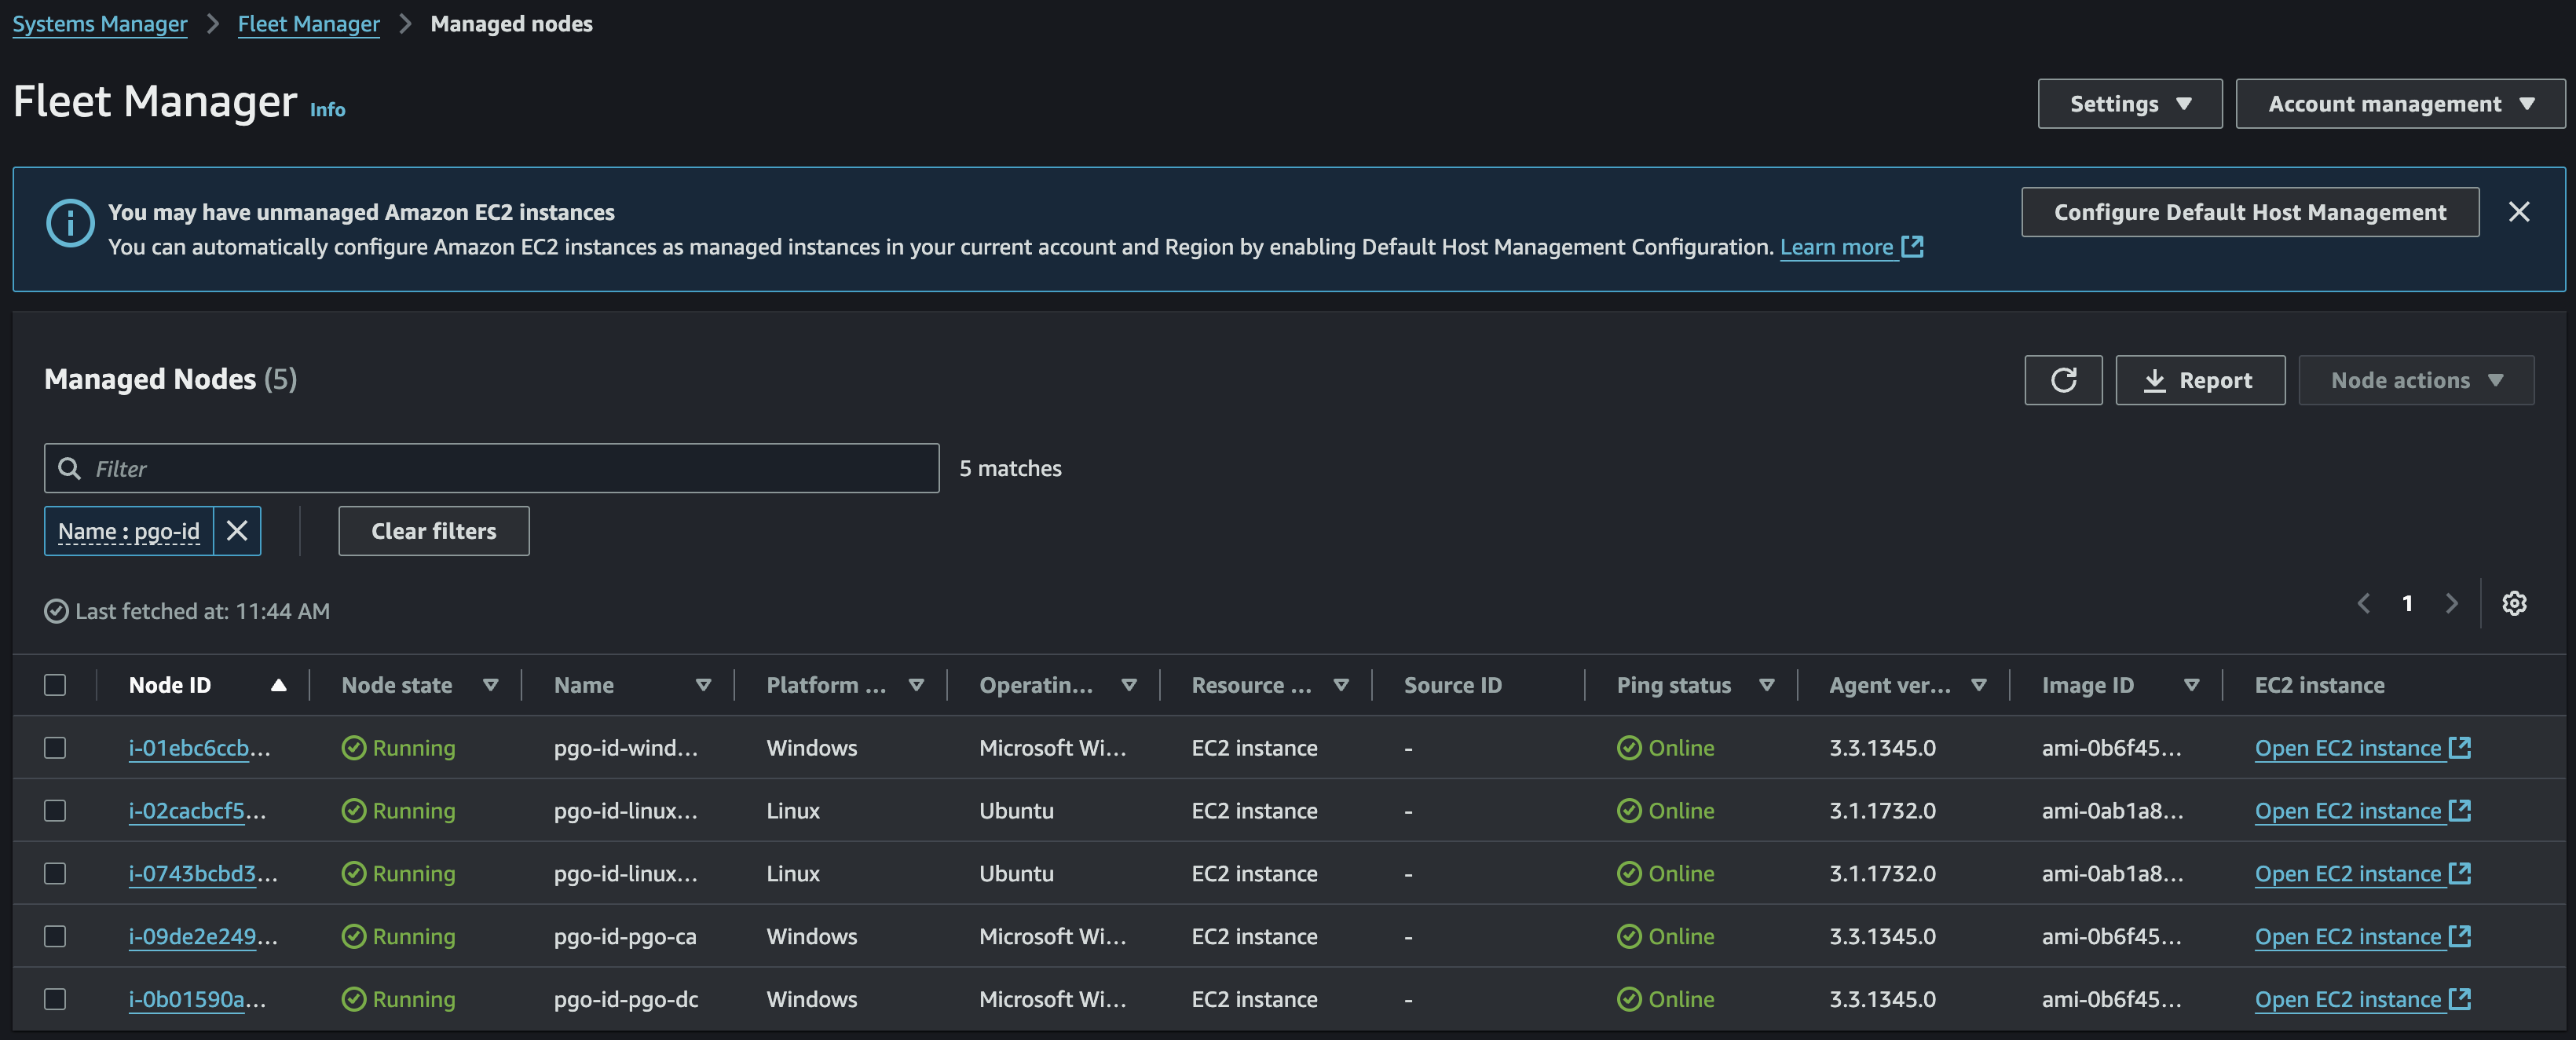 Systems Manager > Fleet Manager > Managed nodes
Fleet Manager Info
Settings Account management
You may have unmanaged Amazon EC2 instances
Configure Default Host Management
You can automatically configure Amazon EC2 instances as managed instances in your current account and Region by enabling Default Host Management Configuration. Learn more
Managed Nodes (5)
Report Node actions
Filter 5 matches
Name : pgo-id Clear filters
Last fetched at: 11:44 AM
1
Node ID Node state Name Platform ... Operatin... Resource ... Source ID Ping status Agent ver... Image ID EC2 instance
i-01ebc6ccb... Running pgo-id-wind... Windows Microsoft Wi... EC2 instance - Online 3.3.1345.0 ami-0b6f45... Open EC2 instance
i-02cacbcf5... Running pgo-id-linux... Linux Ubuntu EC2 instance - Online 3.1.1732.0 ami-0ab1a8... Open EC2 instance
i-0743bcbd3... Running pgo-id-linux... Linux Ubuntu EC2 instance - Online 3.1.1732.0 ami-0ab1a8... Open EC2 instance
i-09de2e249... Running pgo-id-pgo-ca Windows Microsoft Wi... EC2 instance - Online 3.3.1345.0 ami-0b6f45... Open EC2 instance
i-0b01590a... Running pgo-id-pgo-dc Windows Microsoft Wi... EC2 instance - Online 3.3.1345.0 ami-0b6f45... Open EC2 instance